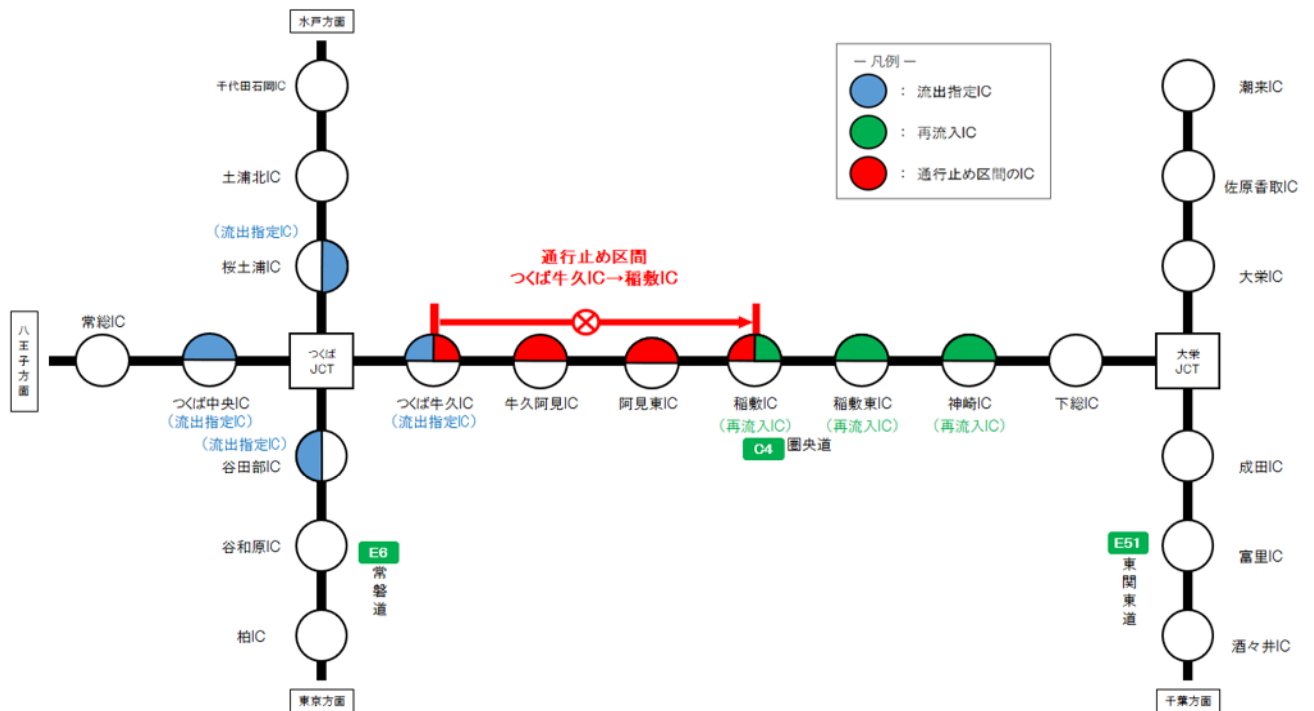 水戸方面
千代田石岡IC
土浦北IC
(流出指定IC)
桜土浦IC
― 凡例 ―
: 流出指定IC
: 再流入IC
: 通行止め区間のIC
潮来IC
佐原香取IC
大栄IC
通行止め区間
つくば牛久IC→稲敷IC
八王子方面
常総IC
つくば中央IC
(流出指定IC)
つくば
JCT
つくば牛久IC
(流出指定IC)
牛久阿見IC
阿見東IC
稲敷IC
(再流入IC)
稲敷東IC
(再流入IC)
神崎IC
(再流入IC)
下総IC
大栄
JCT
C4 圏央道
(流出指定IC)
谷田部IC
谷和原IC
E6
常磐道
柏IC
東京方面
成田IC
E51
東関東道
富里IC
酒々井IC
千葉方面